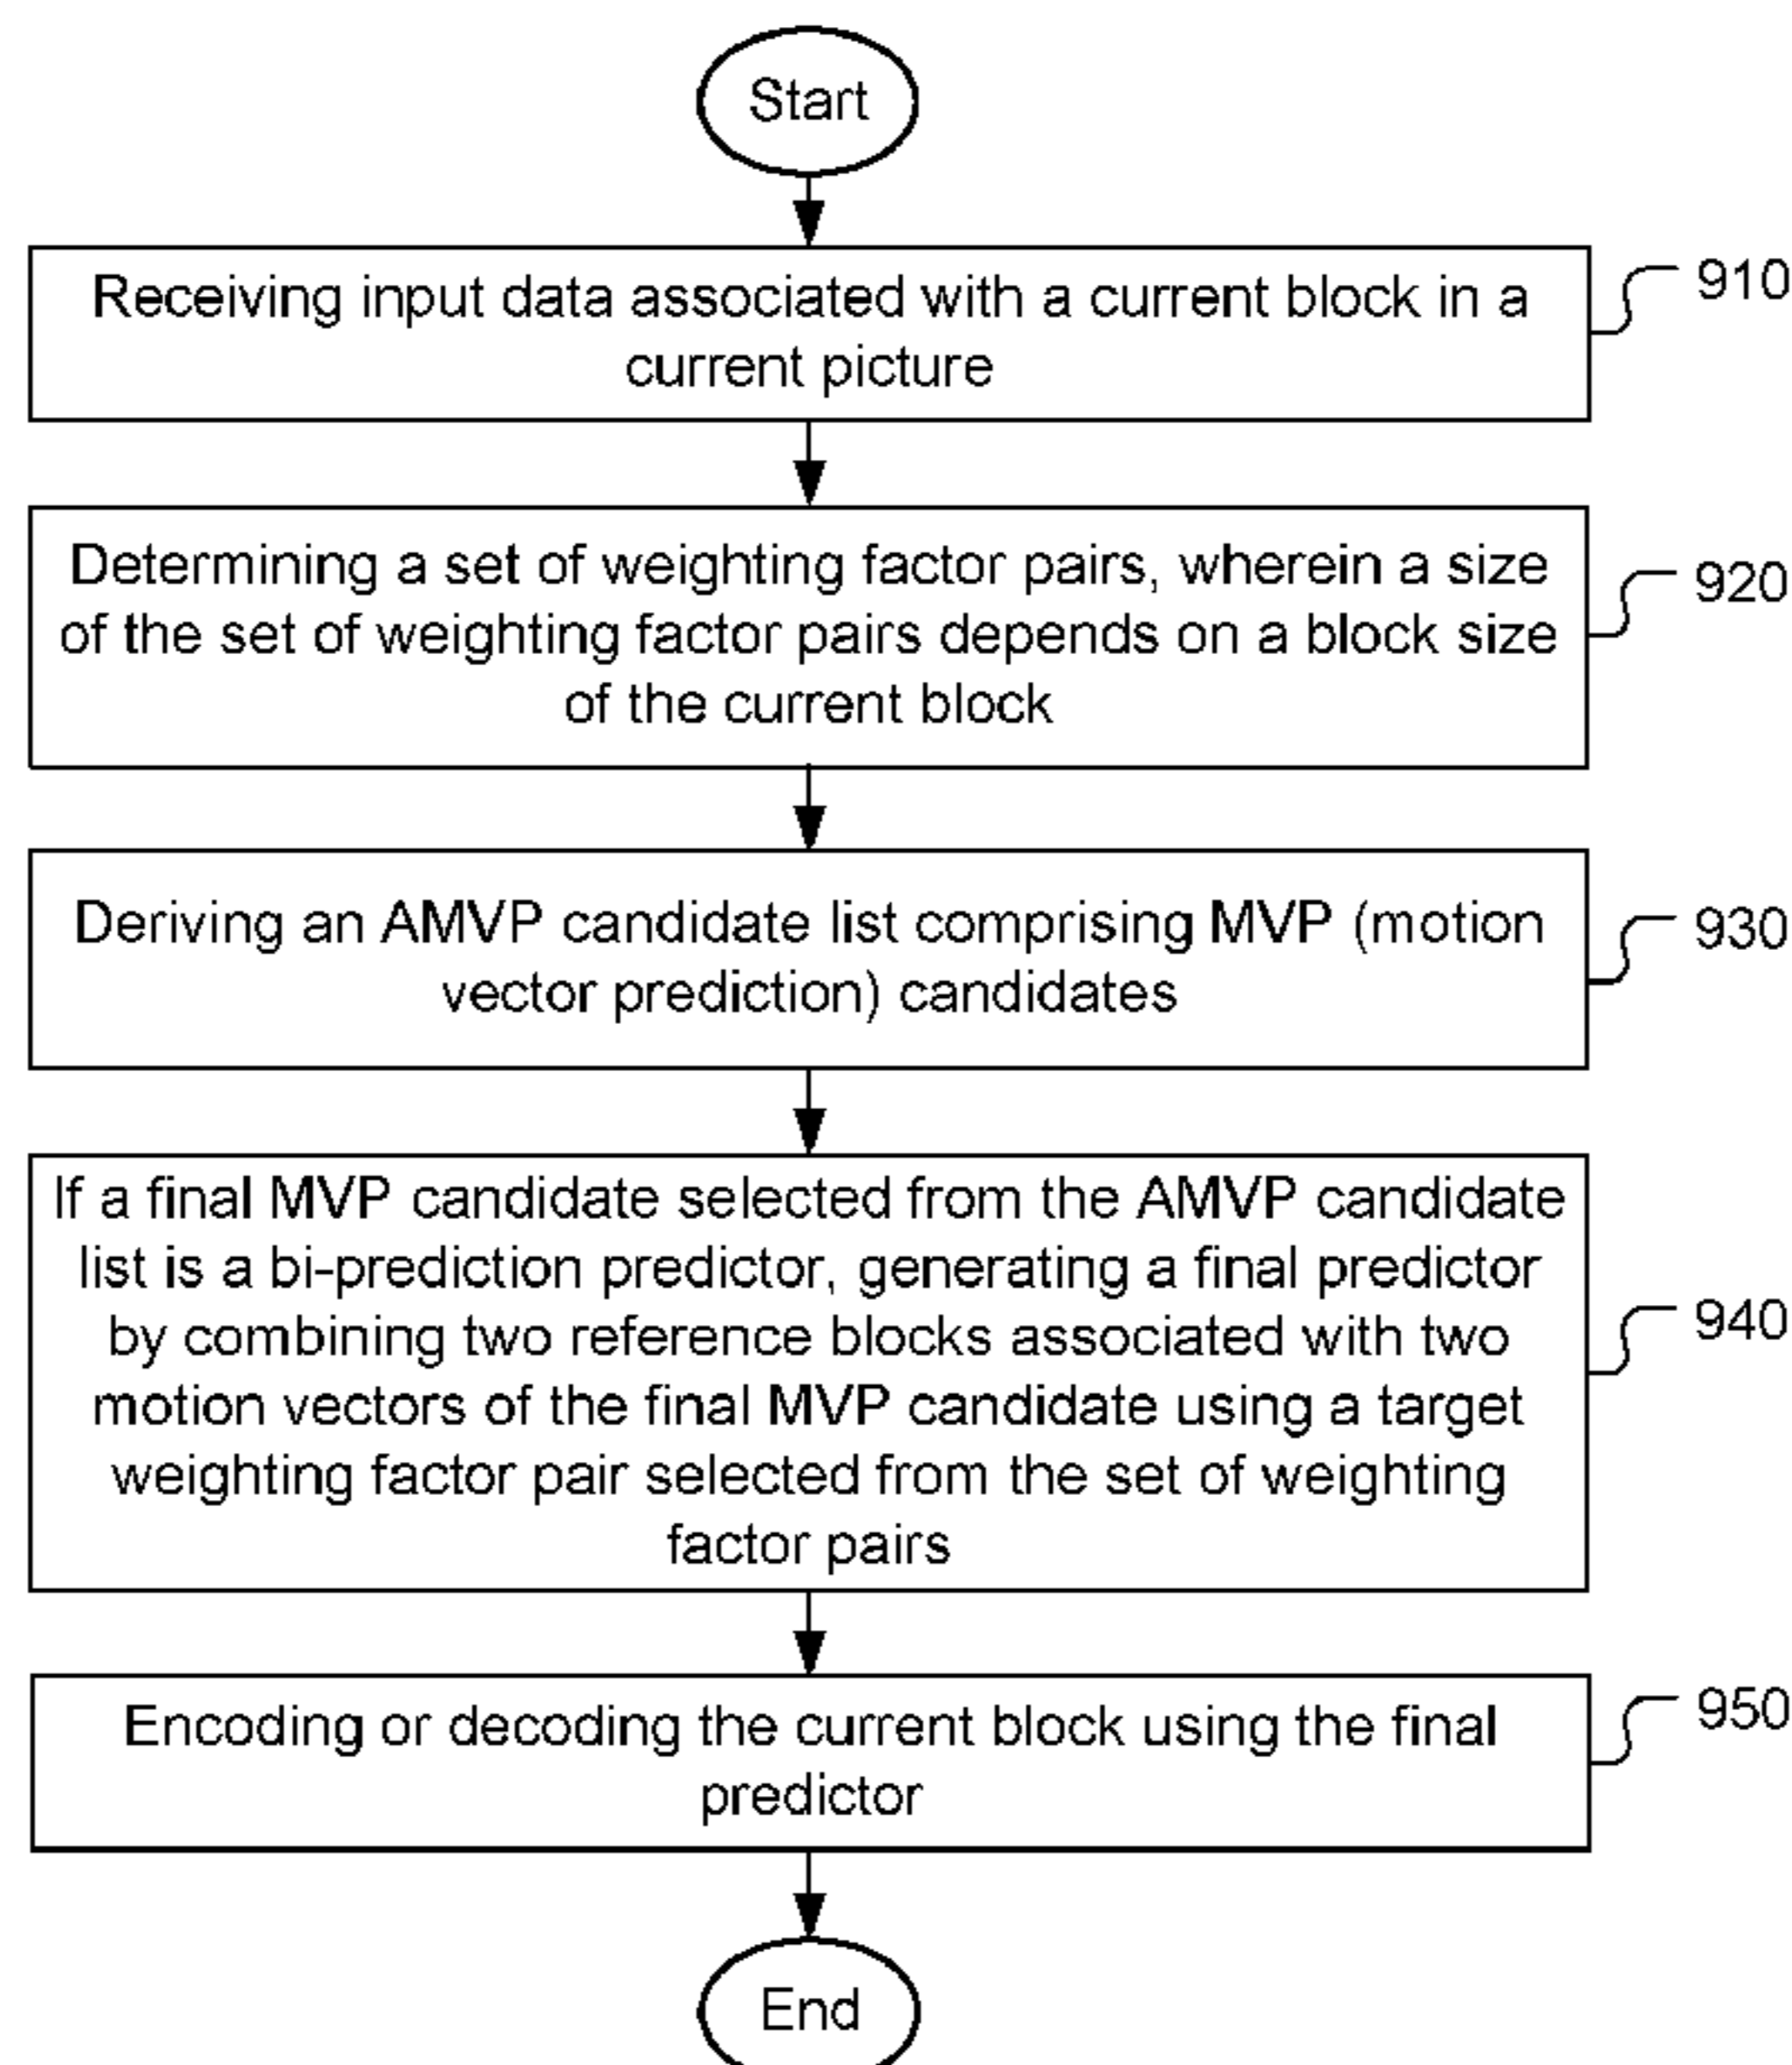 Start
Receiving input data associated with a current block in a
current picture
910
Determining a set of weighting factor pairs, wherein a size
of the set of weighting factor pairs depends on a block size
of the current block
920
Deriving an AMVP candidate list comprising MVP (motion
vector prediction) candidates
930
If a final MVP candidate selected from the AMVP candidate
list is a bi-prediction predictor, generating a final predictor
by combining two reference blocks associated with two
motion vectors of the final MVP candidate using a target
weighting factor pair selected from the set of weighting
factor pairs
940
Encoding or decoding the current block using the final
predictor
950
End